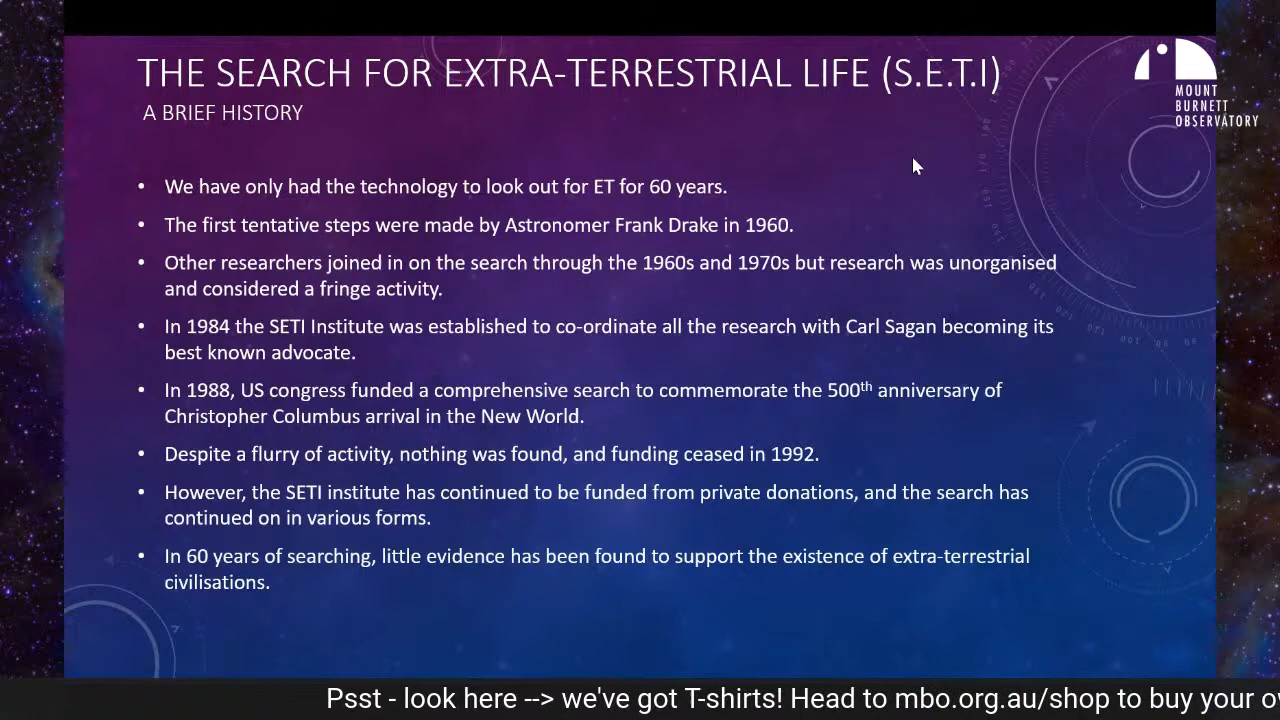 THE SEARCH FOR EXTRA-TERRESTRIAL LIFE (S.E.T.I)
A BRIEF HISTORY
MOUNT
BURNETT
OBSERVATORY
• We have only had the technology to look out for ET for 60 years.
• The first tentative steps were made by Astronomer Frank Drake in 1960.
• Other researchers joined in on the search through the 1960s and 1970s but research was unorganised
and considered a fringe activity.
• In 1984 the SETI Institute was established to co-ordinate all the research with Carl Sagan becoming its
best known advocate.
• In 1988, US congress funded a comprehensive search to commemorate the 500th anniversary of
Christopher Columbus arrival in the New World.
• Despite a flurry of activity, nothing was found, and funding ceased in 1992.
• However, the SETI institute has continued to be funded from private donations, and the search has
continued on in various forms.
• In 60 years of searching, little evidence has been found to support the existence of extra-terrestrial
civilisations.
Psst - look here --> we've got T-shirts! Head to mbo.org.au/shop to buy your